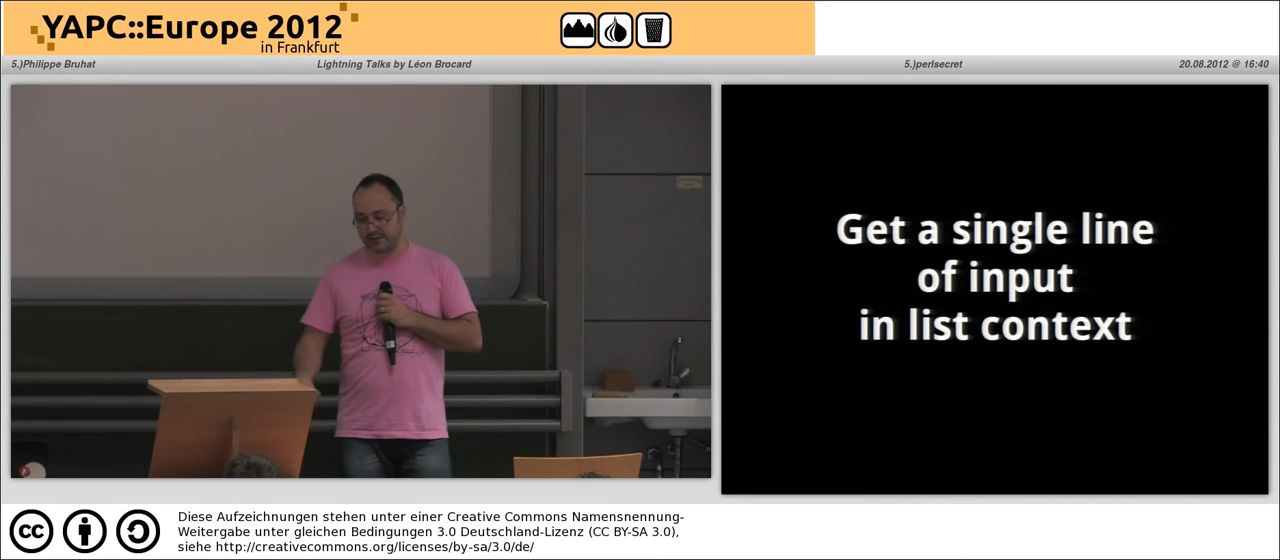 YAPC::Europe 2012
in Frankfurt
5.)Philippe Bruhat
Lightning Talks by Léon Brocard
5.)perlsecret
20.08.2012 @ 16:40
Get a single line
of input
in list context
cc
Diese Aufzeichnungen stehen unter einer Creative Commons Namensnennung-
Weitergabe unter gleichen Bedingungen 3.0 Deutschland-Lizenz (CC BY-SA 3.0),
siehe http://creativecommons.org/licenses/by-sa/3.0/de/